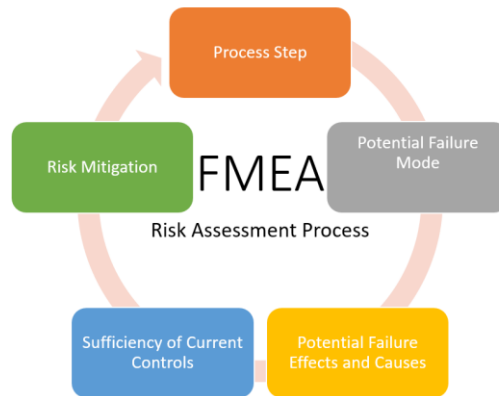 Process Step
Potential Failure
Mode
Potential Failure
Effects and Causes
Sufficiency of Current
Controls
Risk Mitigation
FMEA
Risk Assessment Process